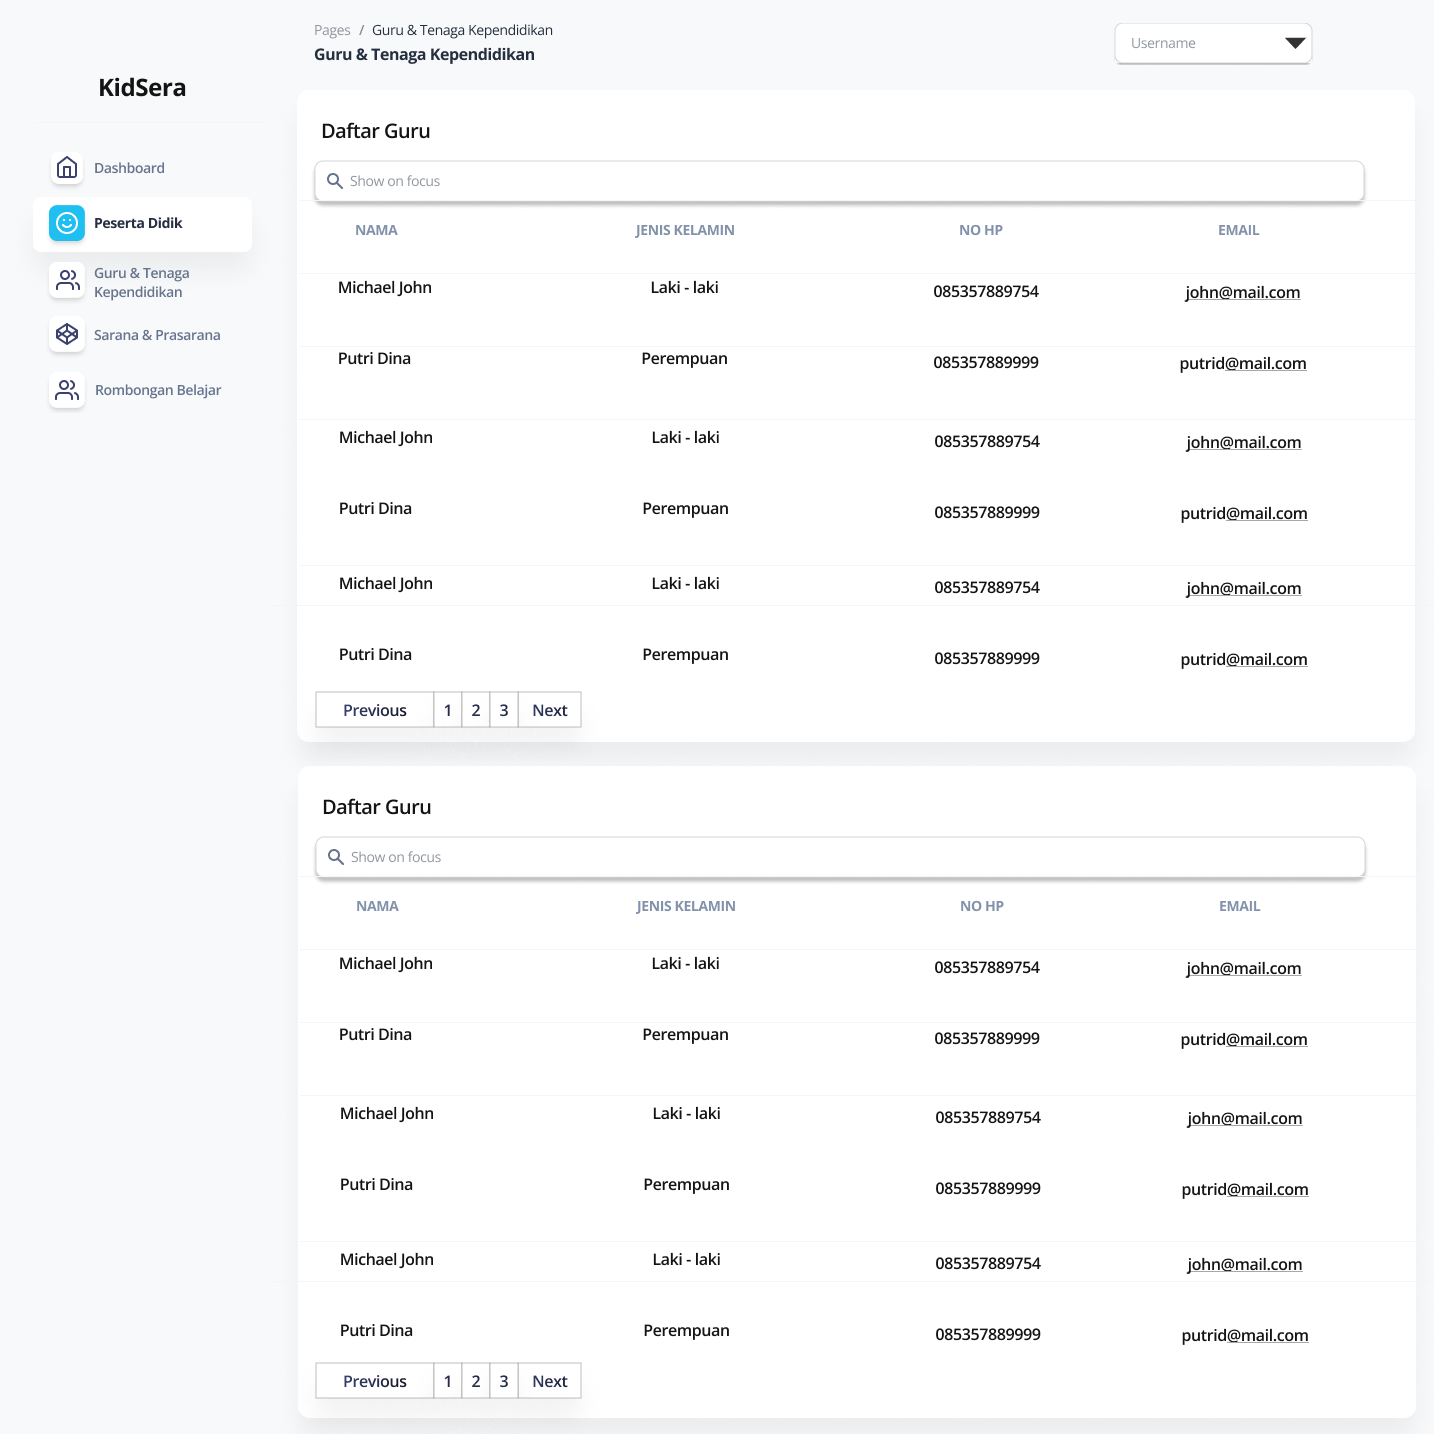 Pages / Guru & Tenaga Kependidikan
Guru & Tenaga Kependidikan
Username
KidSera
Dashboard
Peserta Didik
Guru & Tenaga
Kependidikan
Sarana & Prasarana
Rombongan Belajar
Daftar Guru
Show on focus
NAMA JENIS KELAMIN NO HP EMAIL
Michael John Laki - laki 085357889754 john@mail.com
Putri Dina Perempuan 085357889999 putrid@mail.com
Michael John Laki - laki 085357889754 john@mail.com
Putri Dina Perempuan 085357889999 putrid@mail.com
Michael John Laki - laki 085357889754 john@mail.com
Putri Dina Perempuan 085357889999 putrid@mail.com
Previous 1 2 3 Next
Daftar Guru
Show on focus
NAMA JENIS KELAMIN NO HP EMAIL
Michael John Laki - laki 085357889754 john@mail.com
Putri Dina Perempuan 085357889999 putrid@mail.com
Michael John Laki - laki 085357889754 john@mail.com
Putri Dina Perempuan 085357889999 putrid@mail.com
Michael John Laki - laki 085357889754 john@mail.com
Putri Dina Perempuan 085357889999 putrid@mail.com
Previous 1 2 3 Next